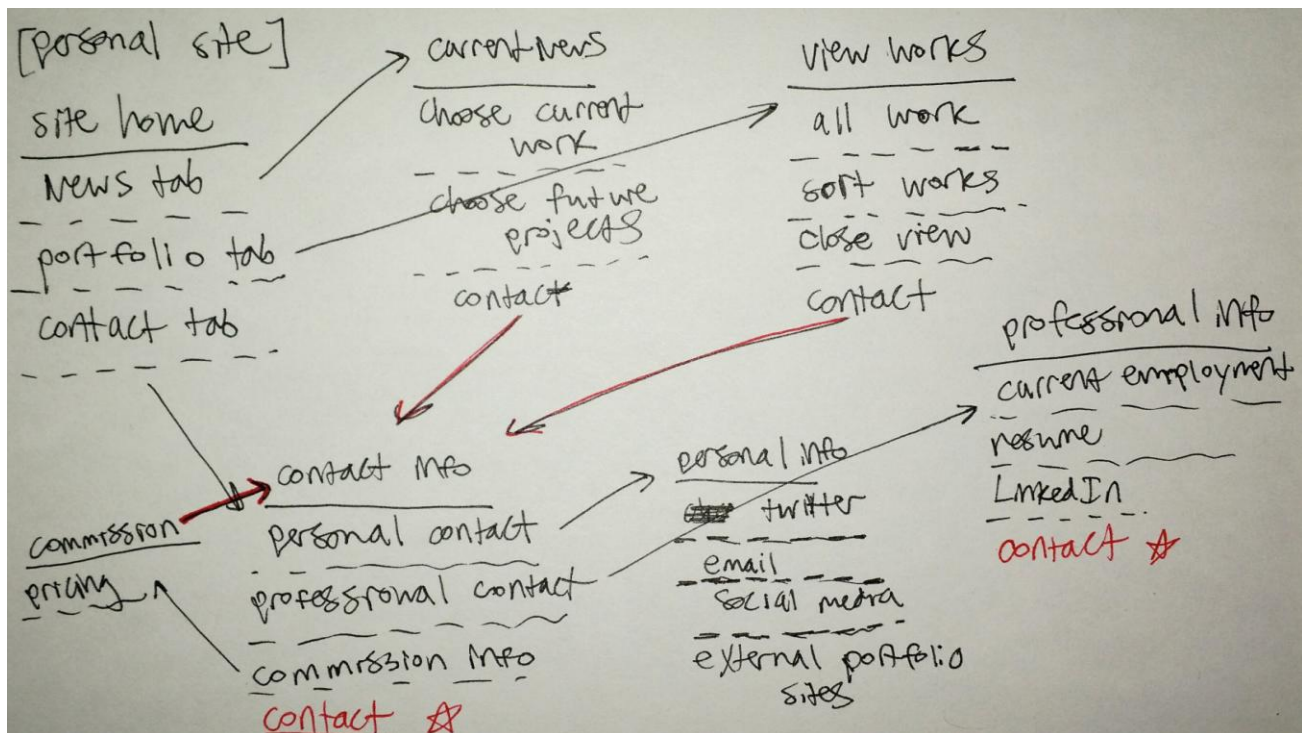 [personal site]
site home
News tab
portfolio tab
contact tab
current News
choose current
work
choose future
projects
contact
view works
all work
sort works
close view
contact
commission
pricing
contact info
personal contact
professional contact
commission info
contact ☆
personal info
twitter
email
social media
external portfolio
sites
professional info
current employment
resume
LinkedIn
contact ☆